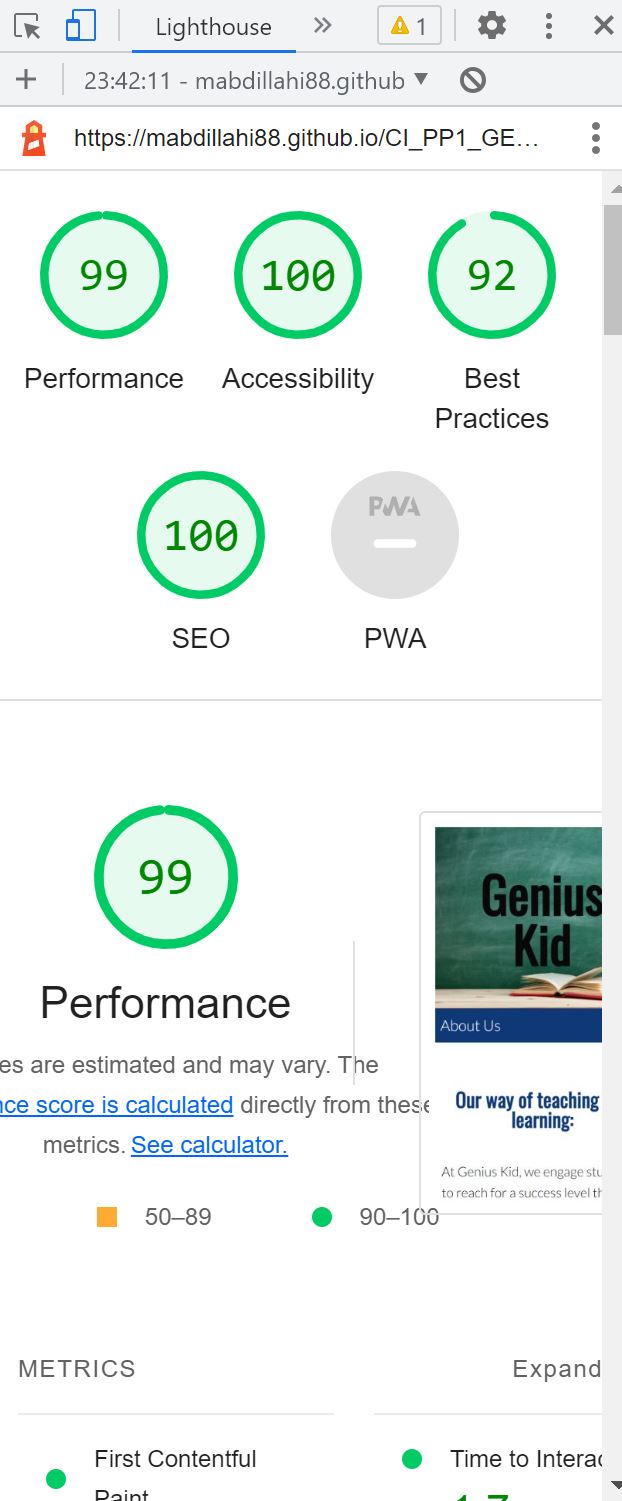 Lighthouse
1
23:42:11 - mabdillahi88.github
https://mabdillahi88.github.io/CI_PP1_GE…
99
100
92
Performance
Accessibility
Best
Practices
100
PWA
SEO
PWA
99
Performance
es are estimated and may vary. The
nce score is calculated directly from these
metrics. See calculator.
50–89
90–100
Genius
Kid
About Us
Our way of teaching
learning:
At Genius Kid, we engage stu
to reach for a success level th
METRICS
Expand
First Contentful
Paint
Time to Interac